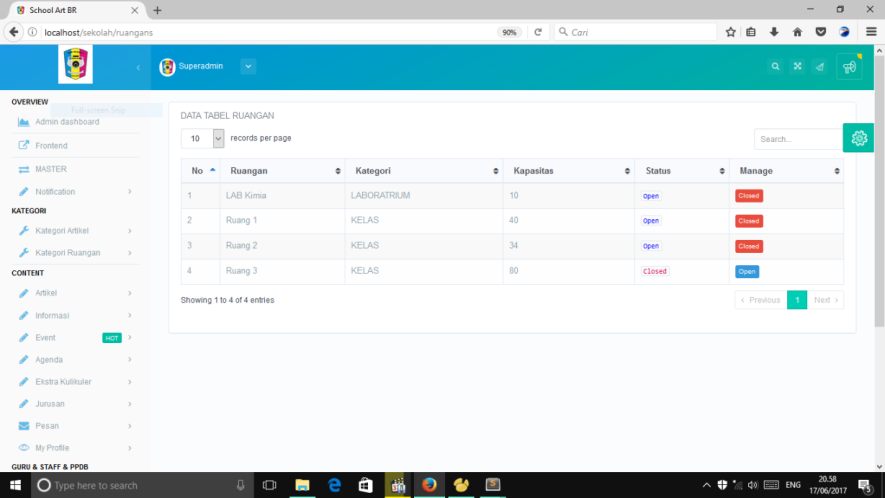 School Art BR
localhost/sekolah/ruangans
90%
Cari
Superadmin
OVERVIEW
Full-screen Snip
Admin dashboard
Frontend
MASTER
Notification
KATEGORI
Kategori Artikel
Kategori Ruangan
CONTENT
Artikel
Informasi
Event HOT
Agenda
Ekstra Kulikuler
Jurusan
Pesan
My Profile
GURU & STAFF & PPDB
DATA TABEL RUANGAN
10 records per page
Search...
No Ruangan Kategori Kapasitas Status Manage
1 LAB Kimia LABORATRIUM 10 Open Closed
2 Ruang 1 KELAS 40 Open Closed
3 Ruang 2 KELAS 34 Open Closed
4 Ruang 3 KELAS 80 Closed Open
Showing 1 to 4 of 4 entries
Previous 1 Next
Type here to search
ENG
20.58
17/06/2017
5